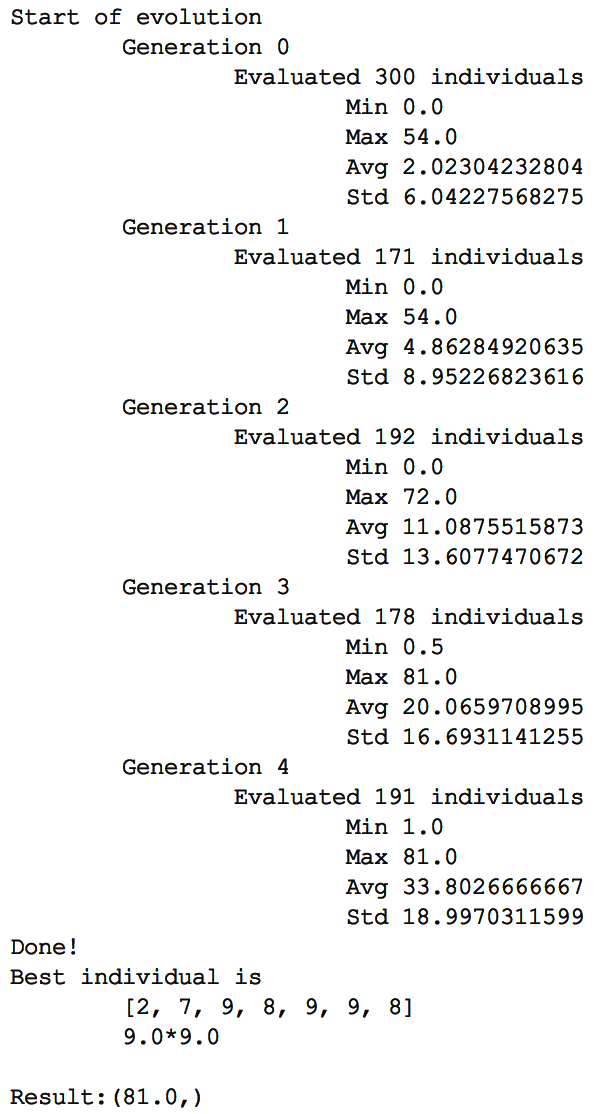 Start of evolution
Generation 0
Evaluated 300 individuals
Min 0.0
Max 54.0
Avg 2.02304232804
Std 6.04227568275
Generation 1
Evaluated 171 individuals
Min 0.0
Max 54.0
Avg 4.86284920635
Std 8.95226823616
Generation 2
Evaluated 192 individuals
Min 0.0
Max 72.0
Avg 11.0875515873
Std 13.6077470672
Generation 3
Evaluated 178 individuals
Min 0.5
Max 81.0
Avg 20.0659708995
Std 16.6931141255
Generation 4
Evaluated 191 individuals
Min 1.0
Max 81.0
Avg 33.8026666667
Std 18.9970311599
Done!
Best individual is
[2, 7, 9, 8, 9, 9, 8]
9.0*9.0
Result:(81.0,)